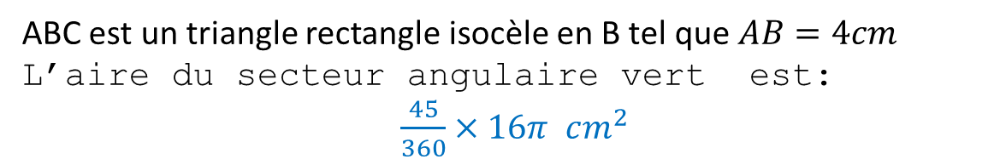 ABC est un triangle rectangle isocèle en B tel que AB = 4cm
L'aire du secteur angulaire vert est:
45/360 × 16π cm²